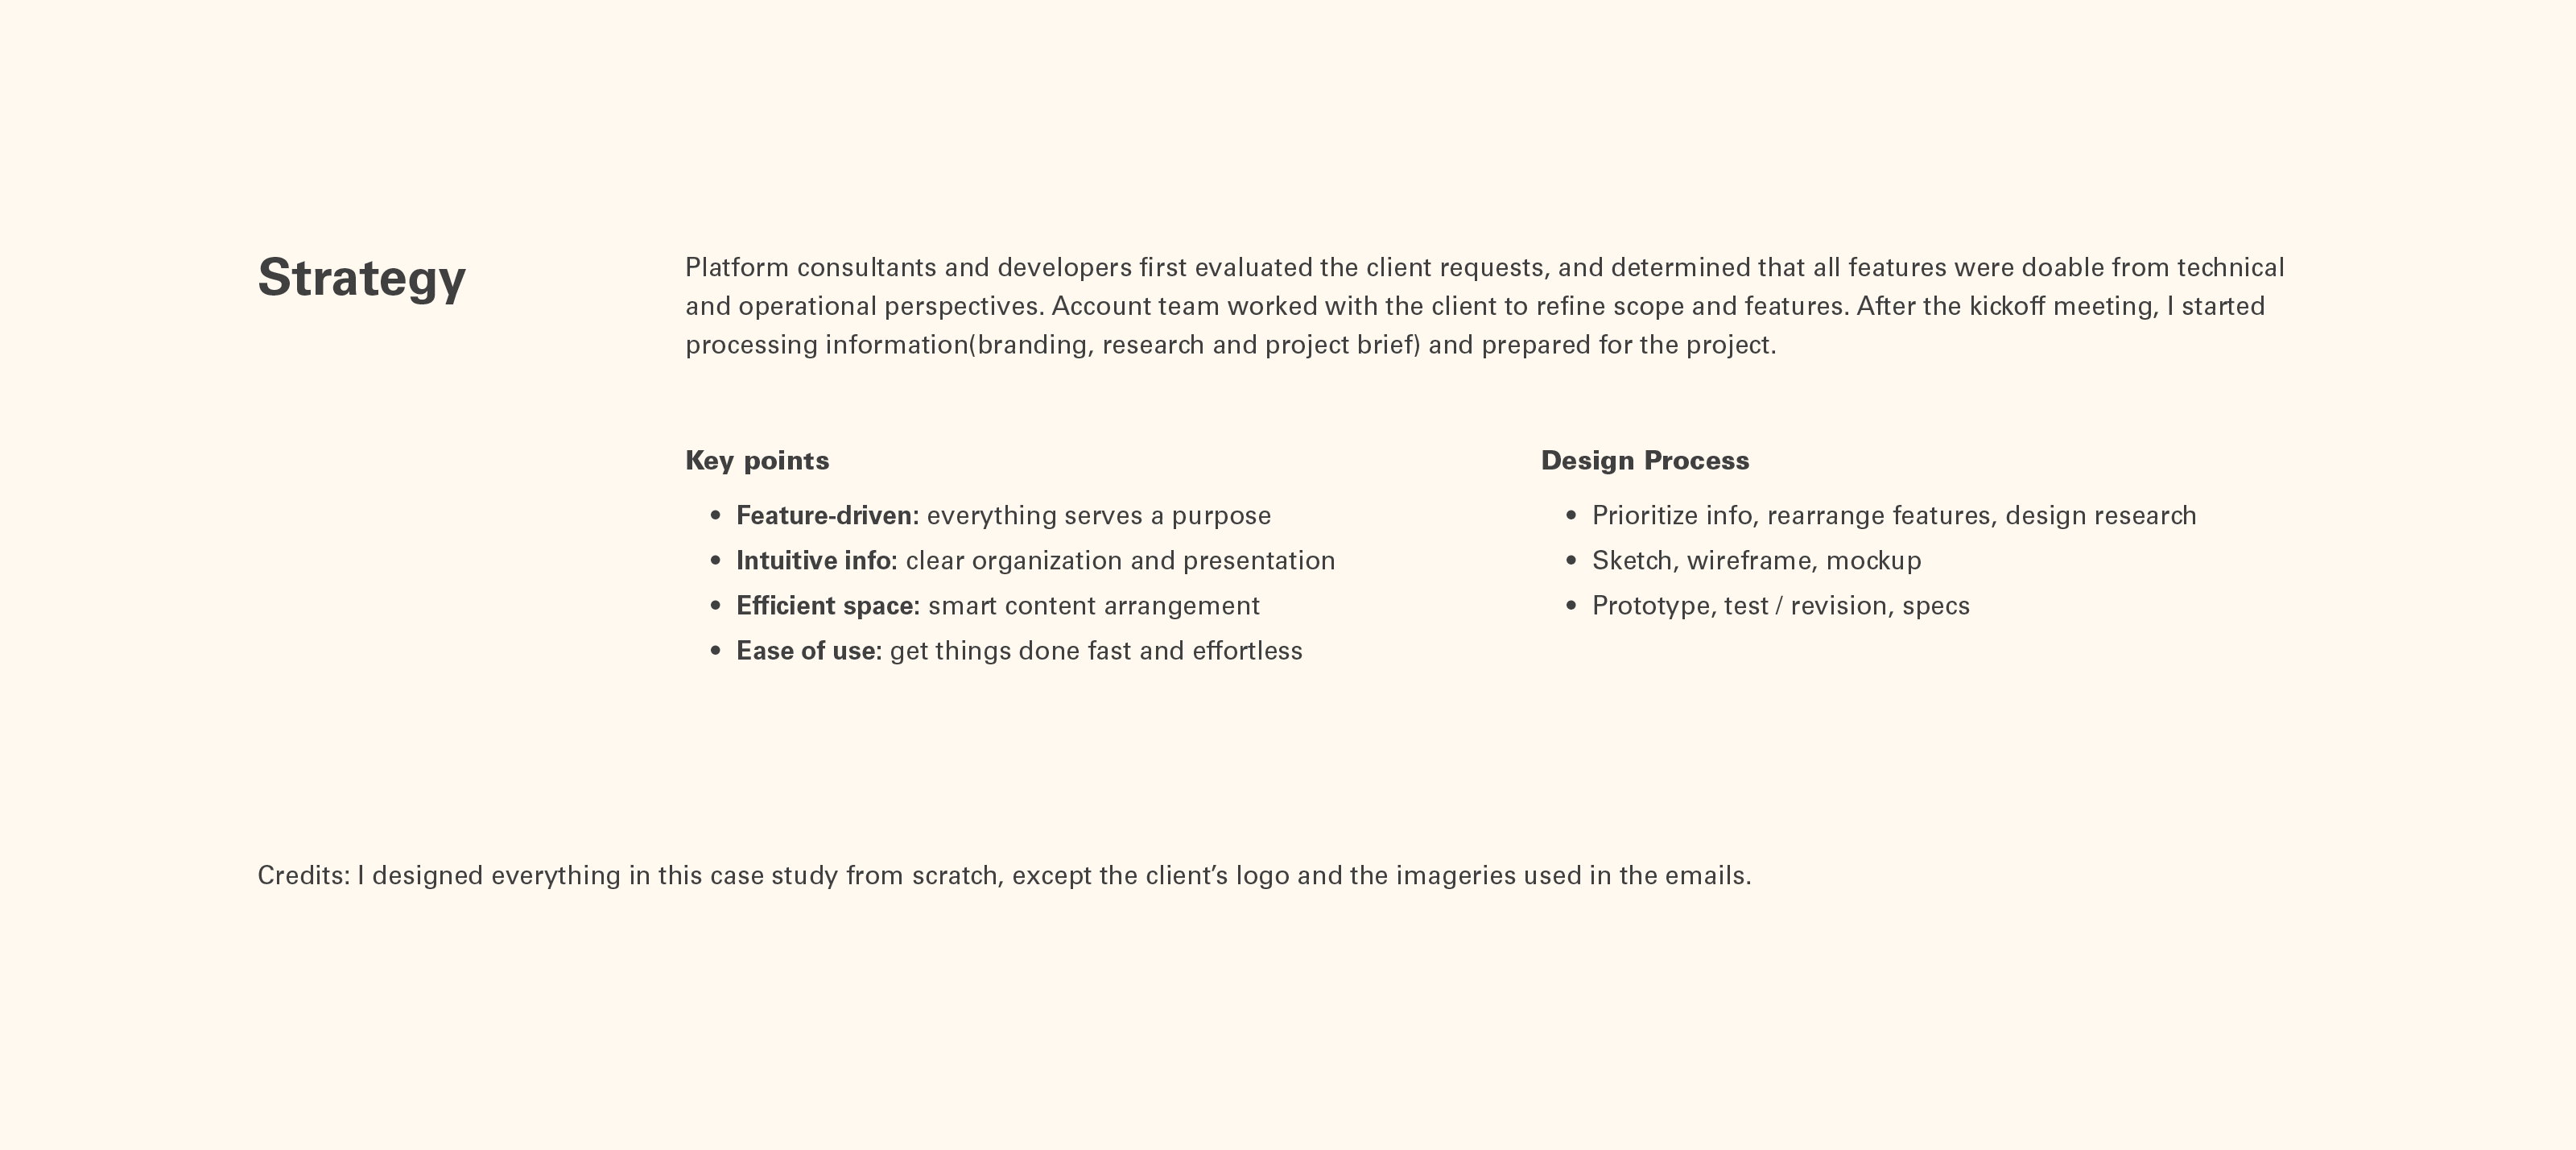 Strategy
Platform consultants and developers first evaluated the client requests, and determined that all features were doable from technical
and operational perspectives. Account team worked with the client to refine scope and features. After the kickoff meeting, I started
processing information(branding, research and project brief) and prepared for the project.
Key points
• Feature-driven: everything serves a purpose
• Intuitive info: clear organization and presentation
• Efficient space: smart content arrangement
• Ease of use: get things done fast and effortless
Design Process
• Prioritize info, rearrange features, design research
• Sketch, wireframe, mockup
• Prototype, test / revision, specs
Credits: I designed everything in this case study from scratch, except the client’s logo and the imageries used in the emails.